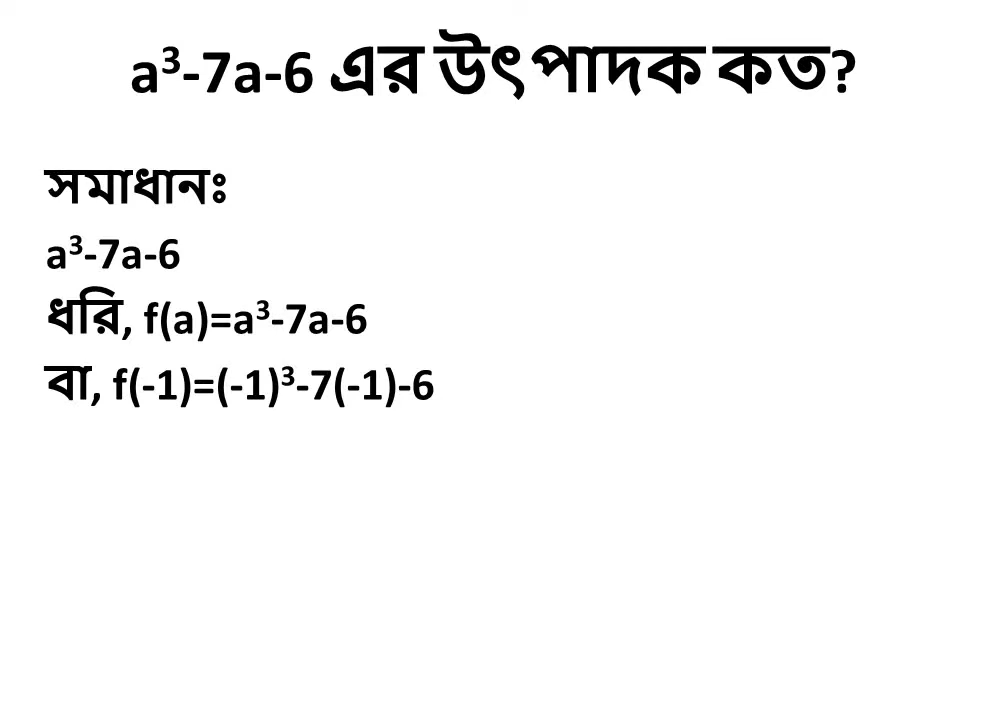 a³-7a-6 এর উৎপাদক কত?
সমাধানঃ
a³-7a-6
ধরি, f(a)=a³-7a-6
বা, f(-1)=(-1)³-7(-1)-6